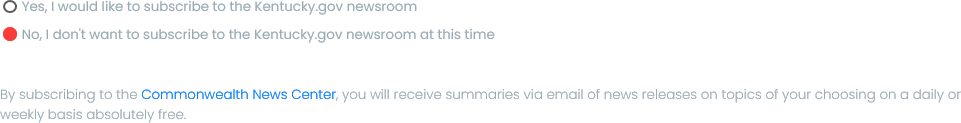 Yes, I would like to subscribe to the Kentucky.gov newsroom
No, I don't want to subscribe to the Kentucky.gov newsroom at this time
By subscribing to the Commonwealth News Center, you will receive summaries via email of news releases on topics of your choosing on a daily or
weekly basis absolutely free.